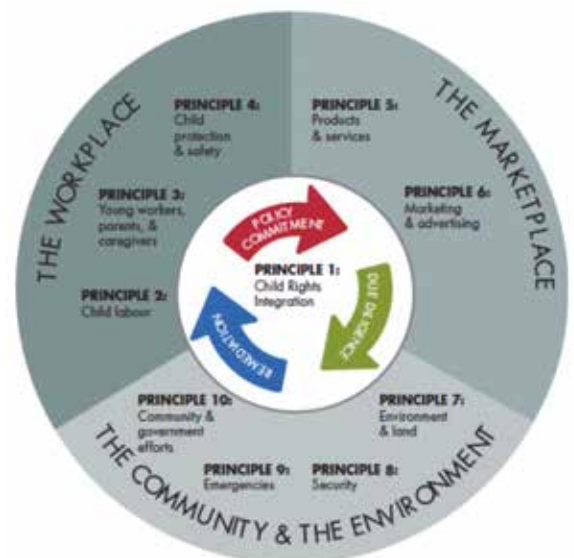 THE WORKPLACE
PRINCIPLE 4:
Child
protection
& safety
PRINCIPLE 3:
Young workers,
parents, &
caregivers
PRINCIPLE 2:
Child labour
THE MARKETPLACE
PRINCIPLE 5:
Products
& services
PRINCIPLE 6:
Marketing
& advertising
POLICY
COMMITMENT
PRINCIPLE 1:
Child Rights
Integration
DUE DILIGENCY
REMEDIATION
PRINCIPLE 10:
Community &
government
efforts
PRINCIPLE 7:
Environment
& land
PRINCIPLE 9:
Emergencies
PRINCIPLE 8:
Security
THE COMMUNITY & THE ENVIRONMENT